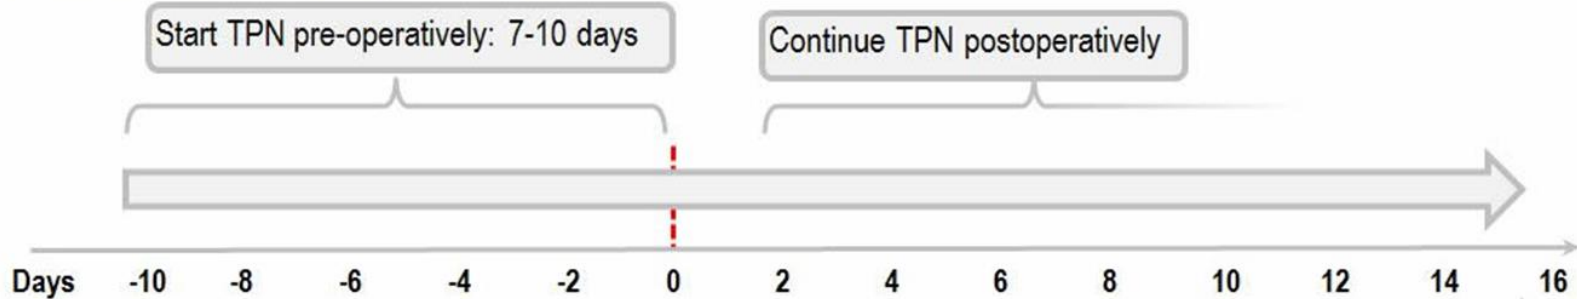 Start TPN pre-operatively: 7-10 days
Continue TPN postoperatively
Days -10 -8 -6 -4 -2 0 2 4 6 8 10 12 14 16